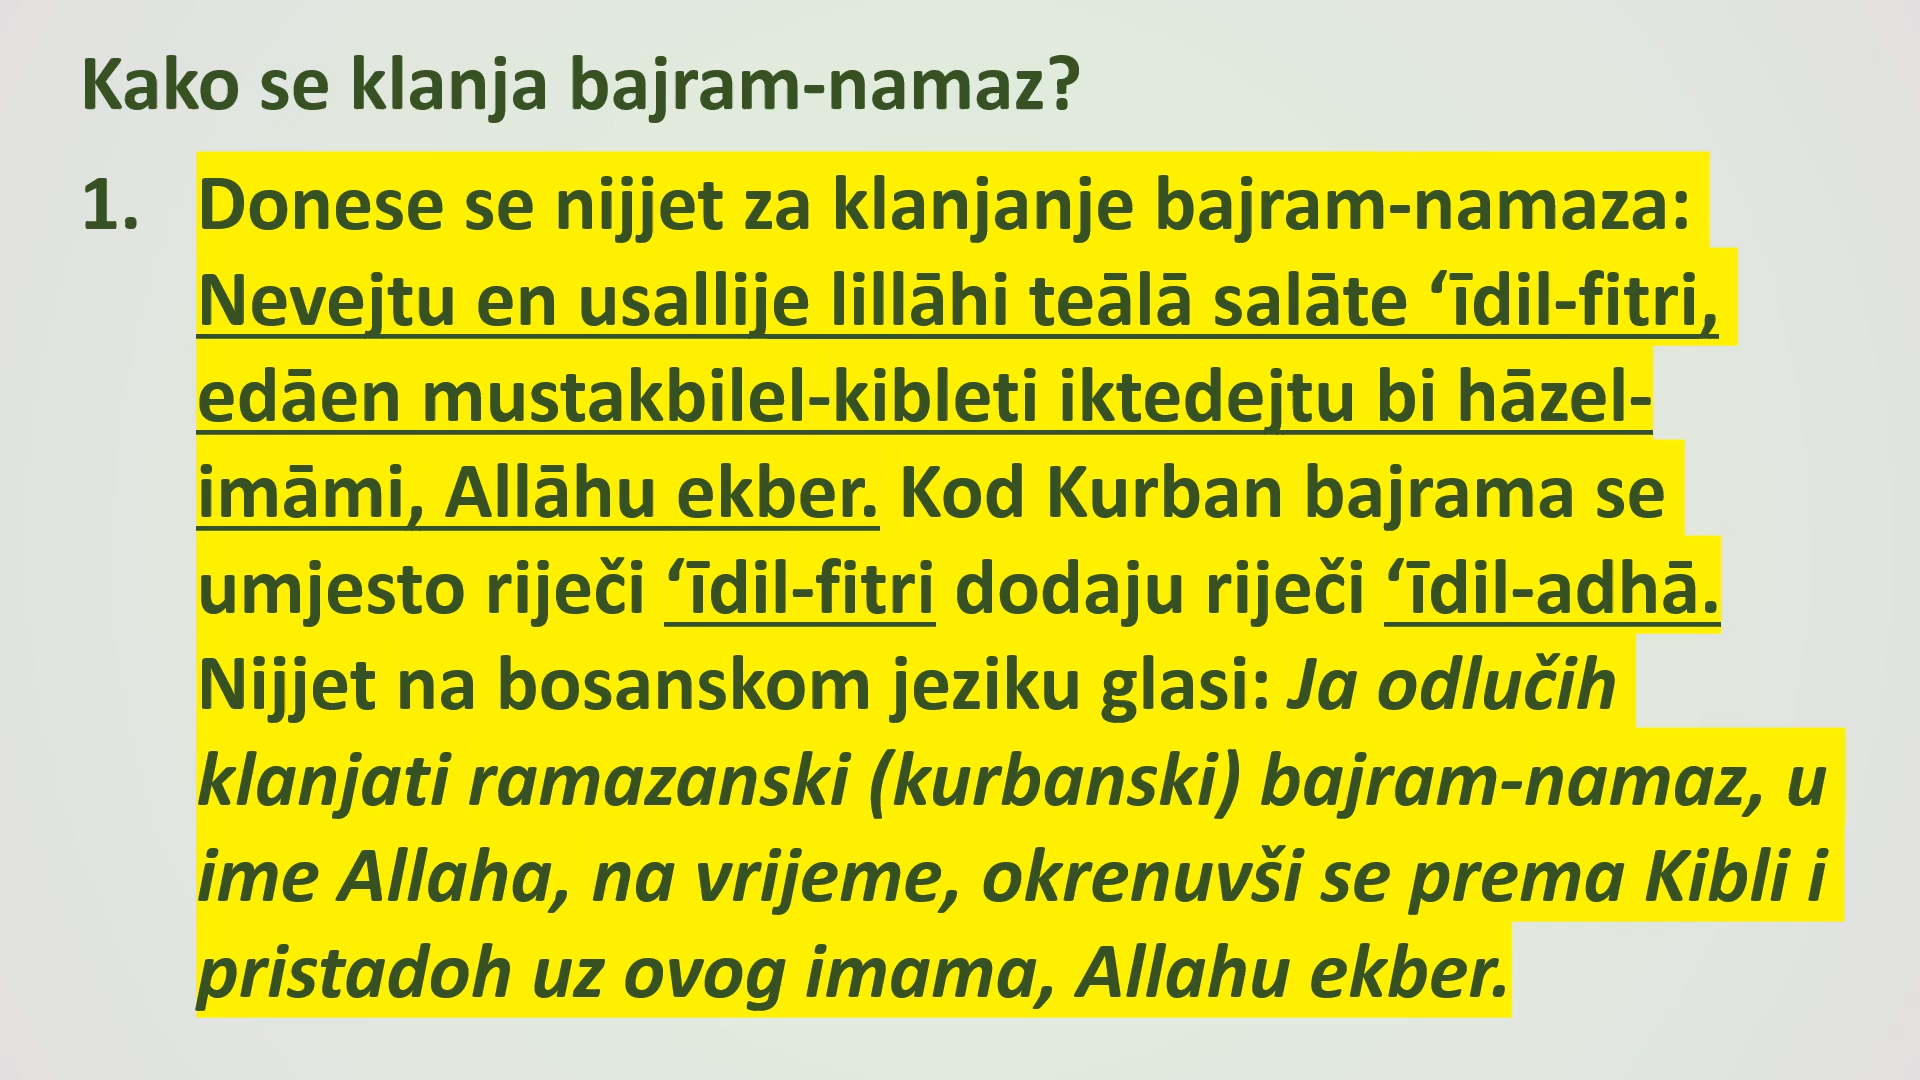 Kako se klanja bajram-namaz?
1. Donese se nijjet za klanjanje bajram-namaza:
Nevejtu en usallije lillāhi teālā salāte ‘īdil-fitri,
edāen mustakbilel-kibleti iktedejtu bi hāzel-
imāmi, Allāhu ekber. Kod Kurban bajrama se
umjesto riječi ‘īdil-fitri dodaju riječi ‘īdil-adhā.
Nijjet na bosanskom jeziku glasi: Ja odlučih
klanjati ramazanski (kurbanski) bajram-namaz, u
ime Allaha, na vrijeme, okrenuvši se prema Kibli i
pristadoh uz ovog imama, Allahu ekber.